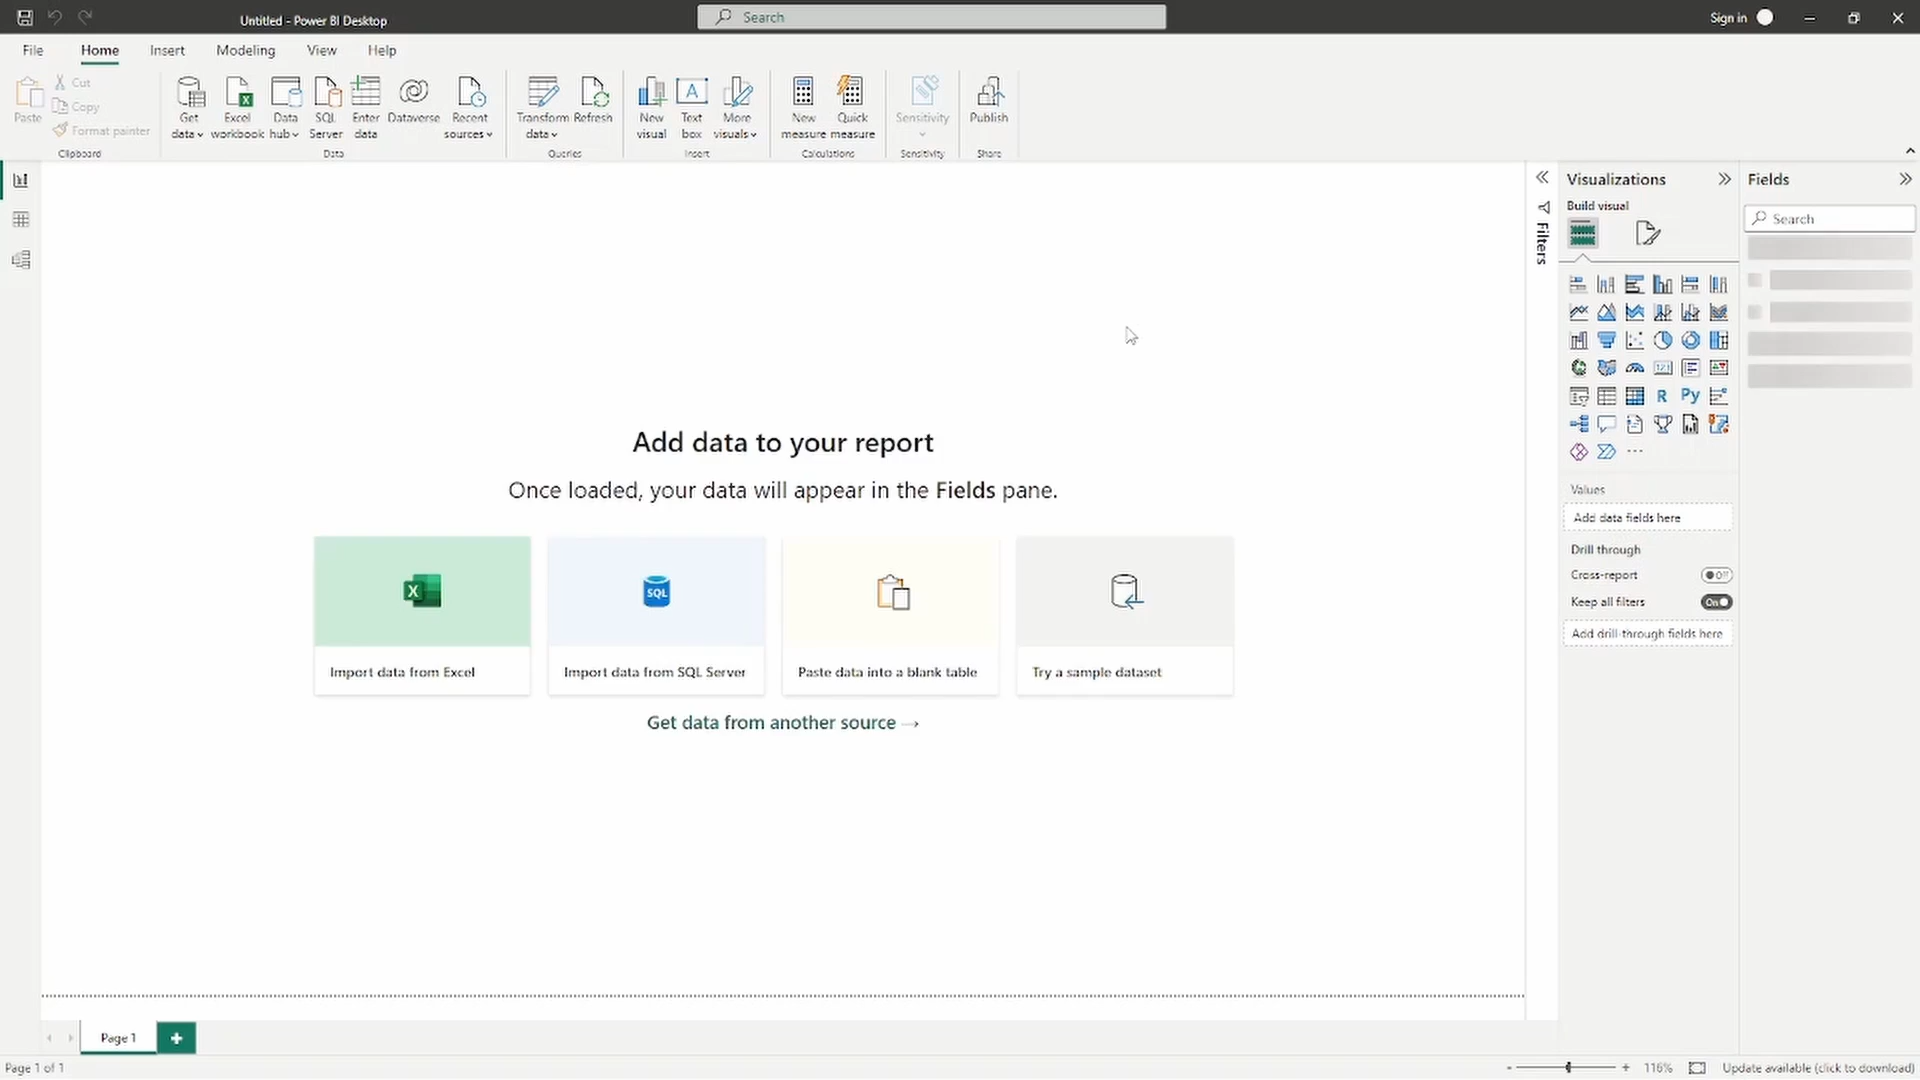 Untitled - Power BI Desktop
Search
Sign in
File
Home
Insert
Modeling
View
Help
Paste
Cut
Copy
Format painter
Clipboard
Get data
Excel workbook
Data hub
SQL Server
Enter data
Dataverse
Recent sources
Data
Transform data
Refresh
Queries
New visual
Text box
More visuals
Insert
New measure
Quick measure
Calculations
Sensitivity
Sensitivity
Publish
Share
Filters
Visualizations
Build visual
R
Py
123
Values
Add data fields here
Drill through
Cross-report
Off
Keep all filters
On
Add drill-through fields here
Fields
Search
Add data to your report
Once loaded, your data will appear in the Fields pane.
X
SQL
Import data from Excel
Import data from SQL Server
Paste data into a blank table
Try a sample dataset
Get data from another source →
Page 1
Page 1 of 1
- + 116%
Update available (click to download)